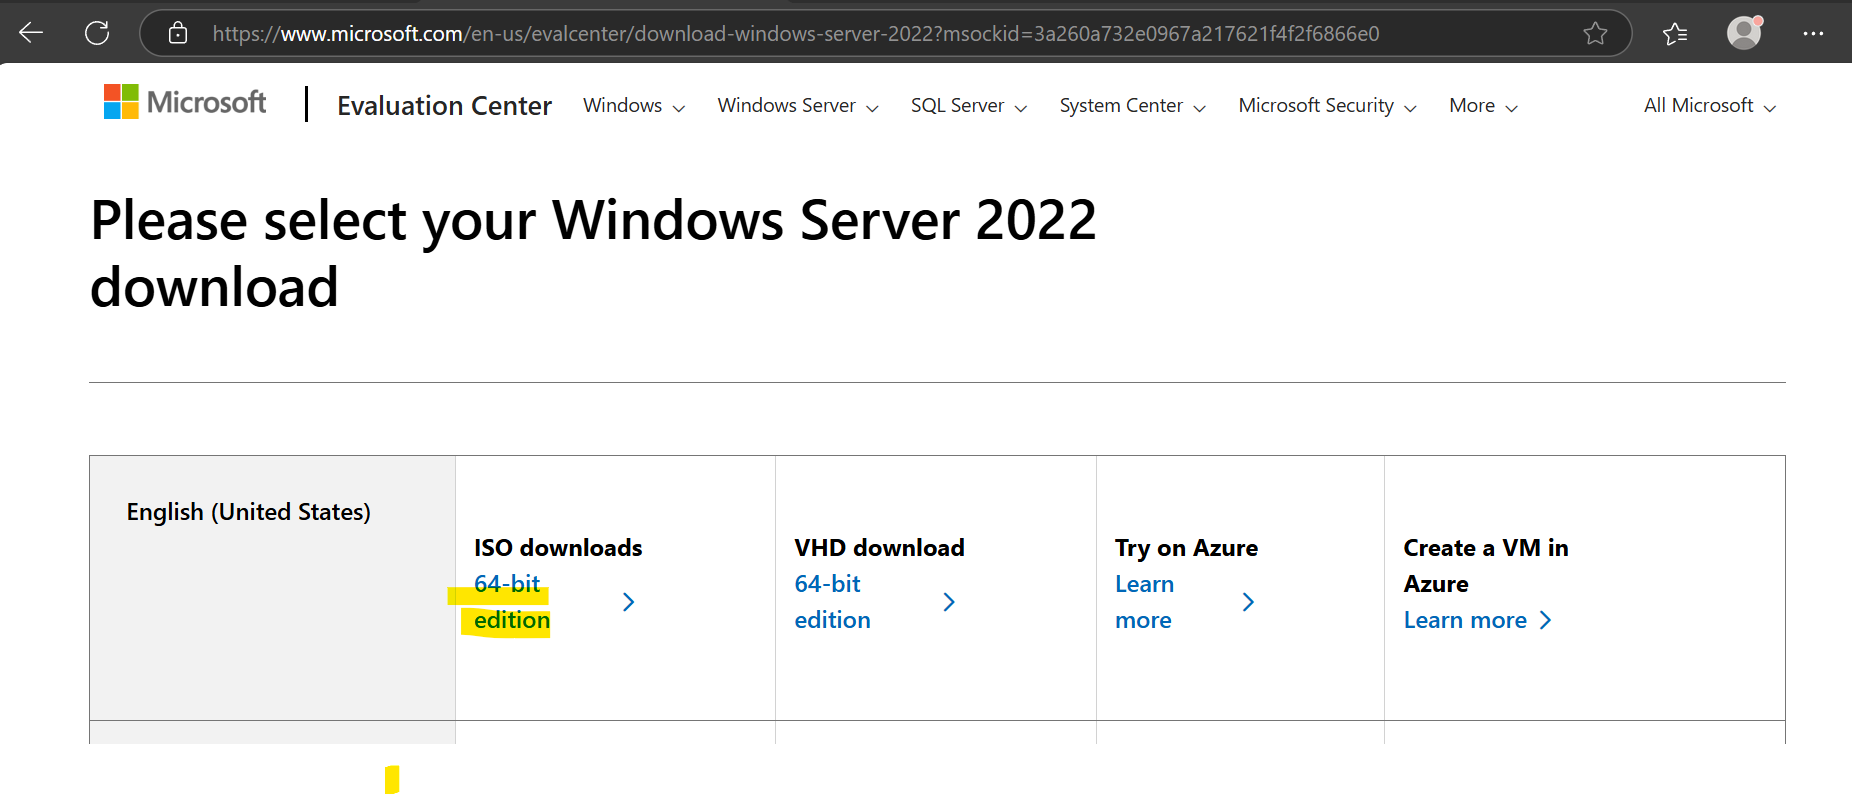 https://www.microsoft.com/en-us/evalcenter/download-windows-server-2022?msockid=3a260a732e0967a217621f4f2f6866e0
Microsoft | Evaluation Center Windows Windows Server SQL Server System Center Microsoft Security More All Microsoft
Please select your Windows Server 2022
download
English (United States)
ISO downloads
64-bit
edition
VHD download
64-bit
edition
Try on Azure
Learn
more
Create a VM in
Azure
Learn more